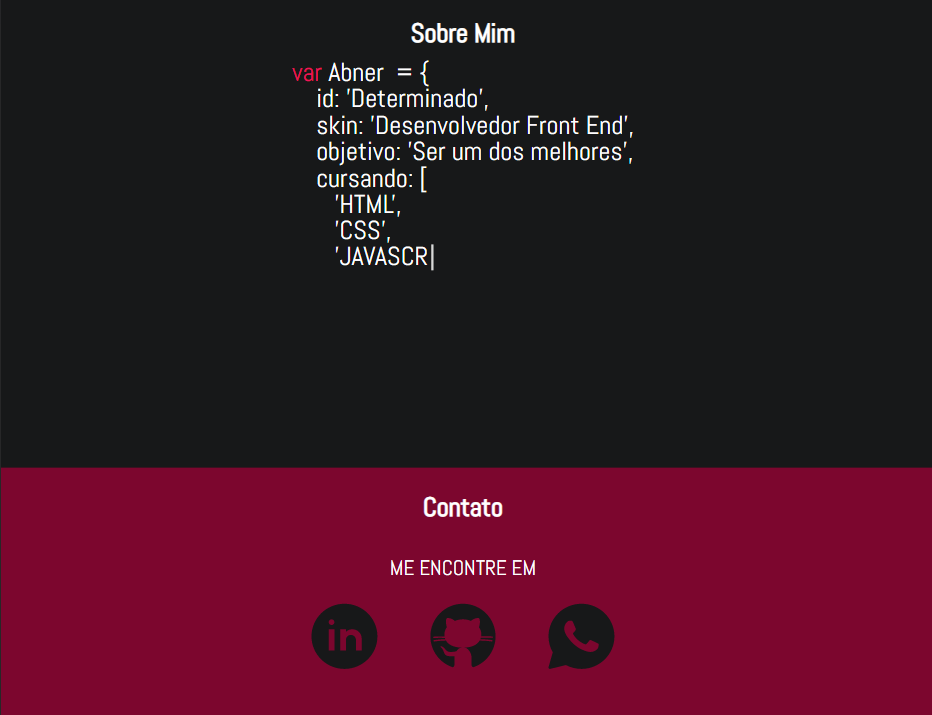 Sobre Mim
var Abner = {
id: 'Determinado',
skin: 'Desenvolvedor Front End',
objetivo: 'Ser um dos melhores',
cursando: [
'HTML',
'CSS',
'JAVASCR|
Contato
ME ENCONTRE EM
in